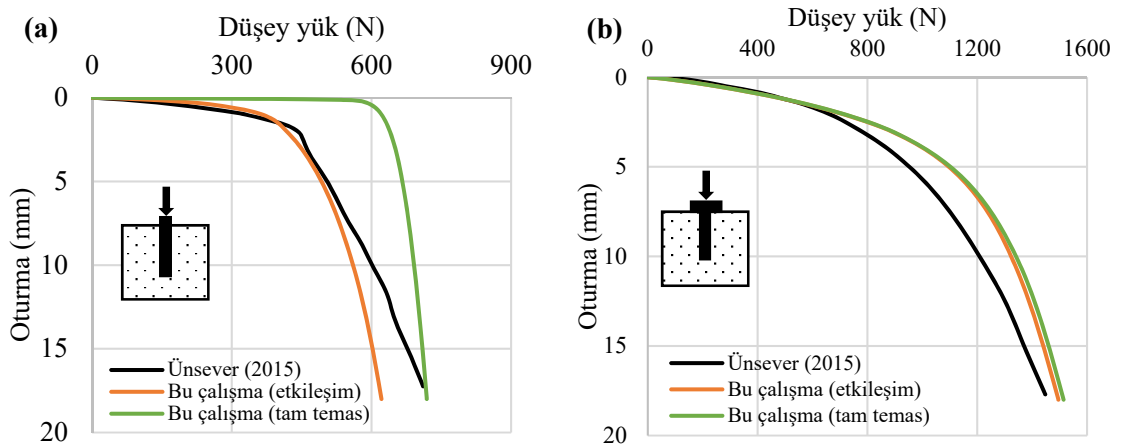 (a)
Düşey yük (N)
0 300 600 900
0
5
10
15
20
Oturma (mm)
Ünsever (2015)
Bu çalışma (etkileşim)
Bu çalışma (tam temas)
(b)
Düşey yük (N)
0 400 800 1200 1600
0
5
10
15
20
Oturma (mm)
Ünsever (2015)
Bu çalışma (etkileşim)
Bu çalışma (tam temas)